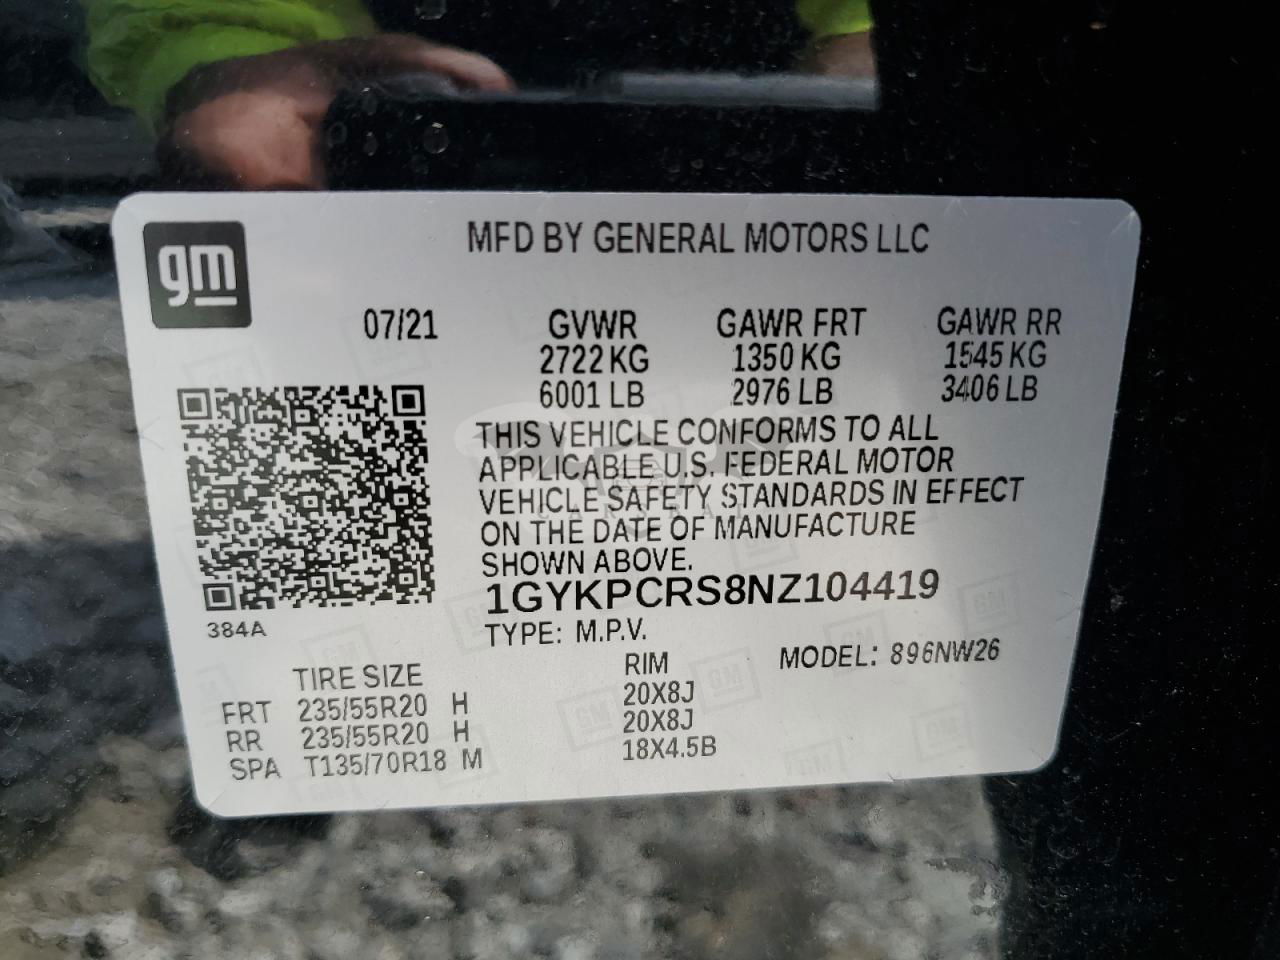 gm
MFD BY GENERAL MOTORS LLC
07/21 GVWR GAWR FRT GAWR RR
2722 KG 1350 KG 1545 KG
6001 LB 2976 LB 3406 LB
THIS VEHICLE CONFORMS TO ALL
APPLICABLE U.S. FEDERAL MOTOR
VEHICLE SAFETY STANDARDS IN EFFECT
ON THE DATE OF MANUFACTURE
SHOWN ABOVE.
1GYKPCRS8NZ104419
384A
TYPE: M.P.V.
TIRE SIZE RIM MODEL: 896NW26
FRT 235/55R20 H 20X8J
RR 235/55R20 H 20X8J
SPA T135/70R18 M 18X4.5B